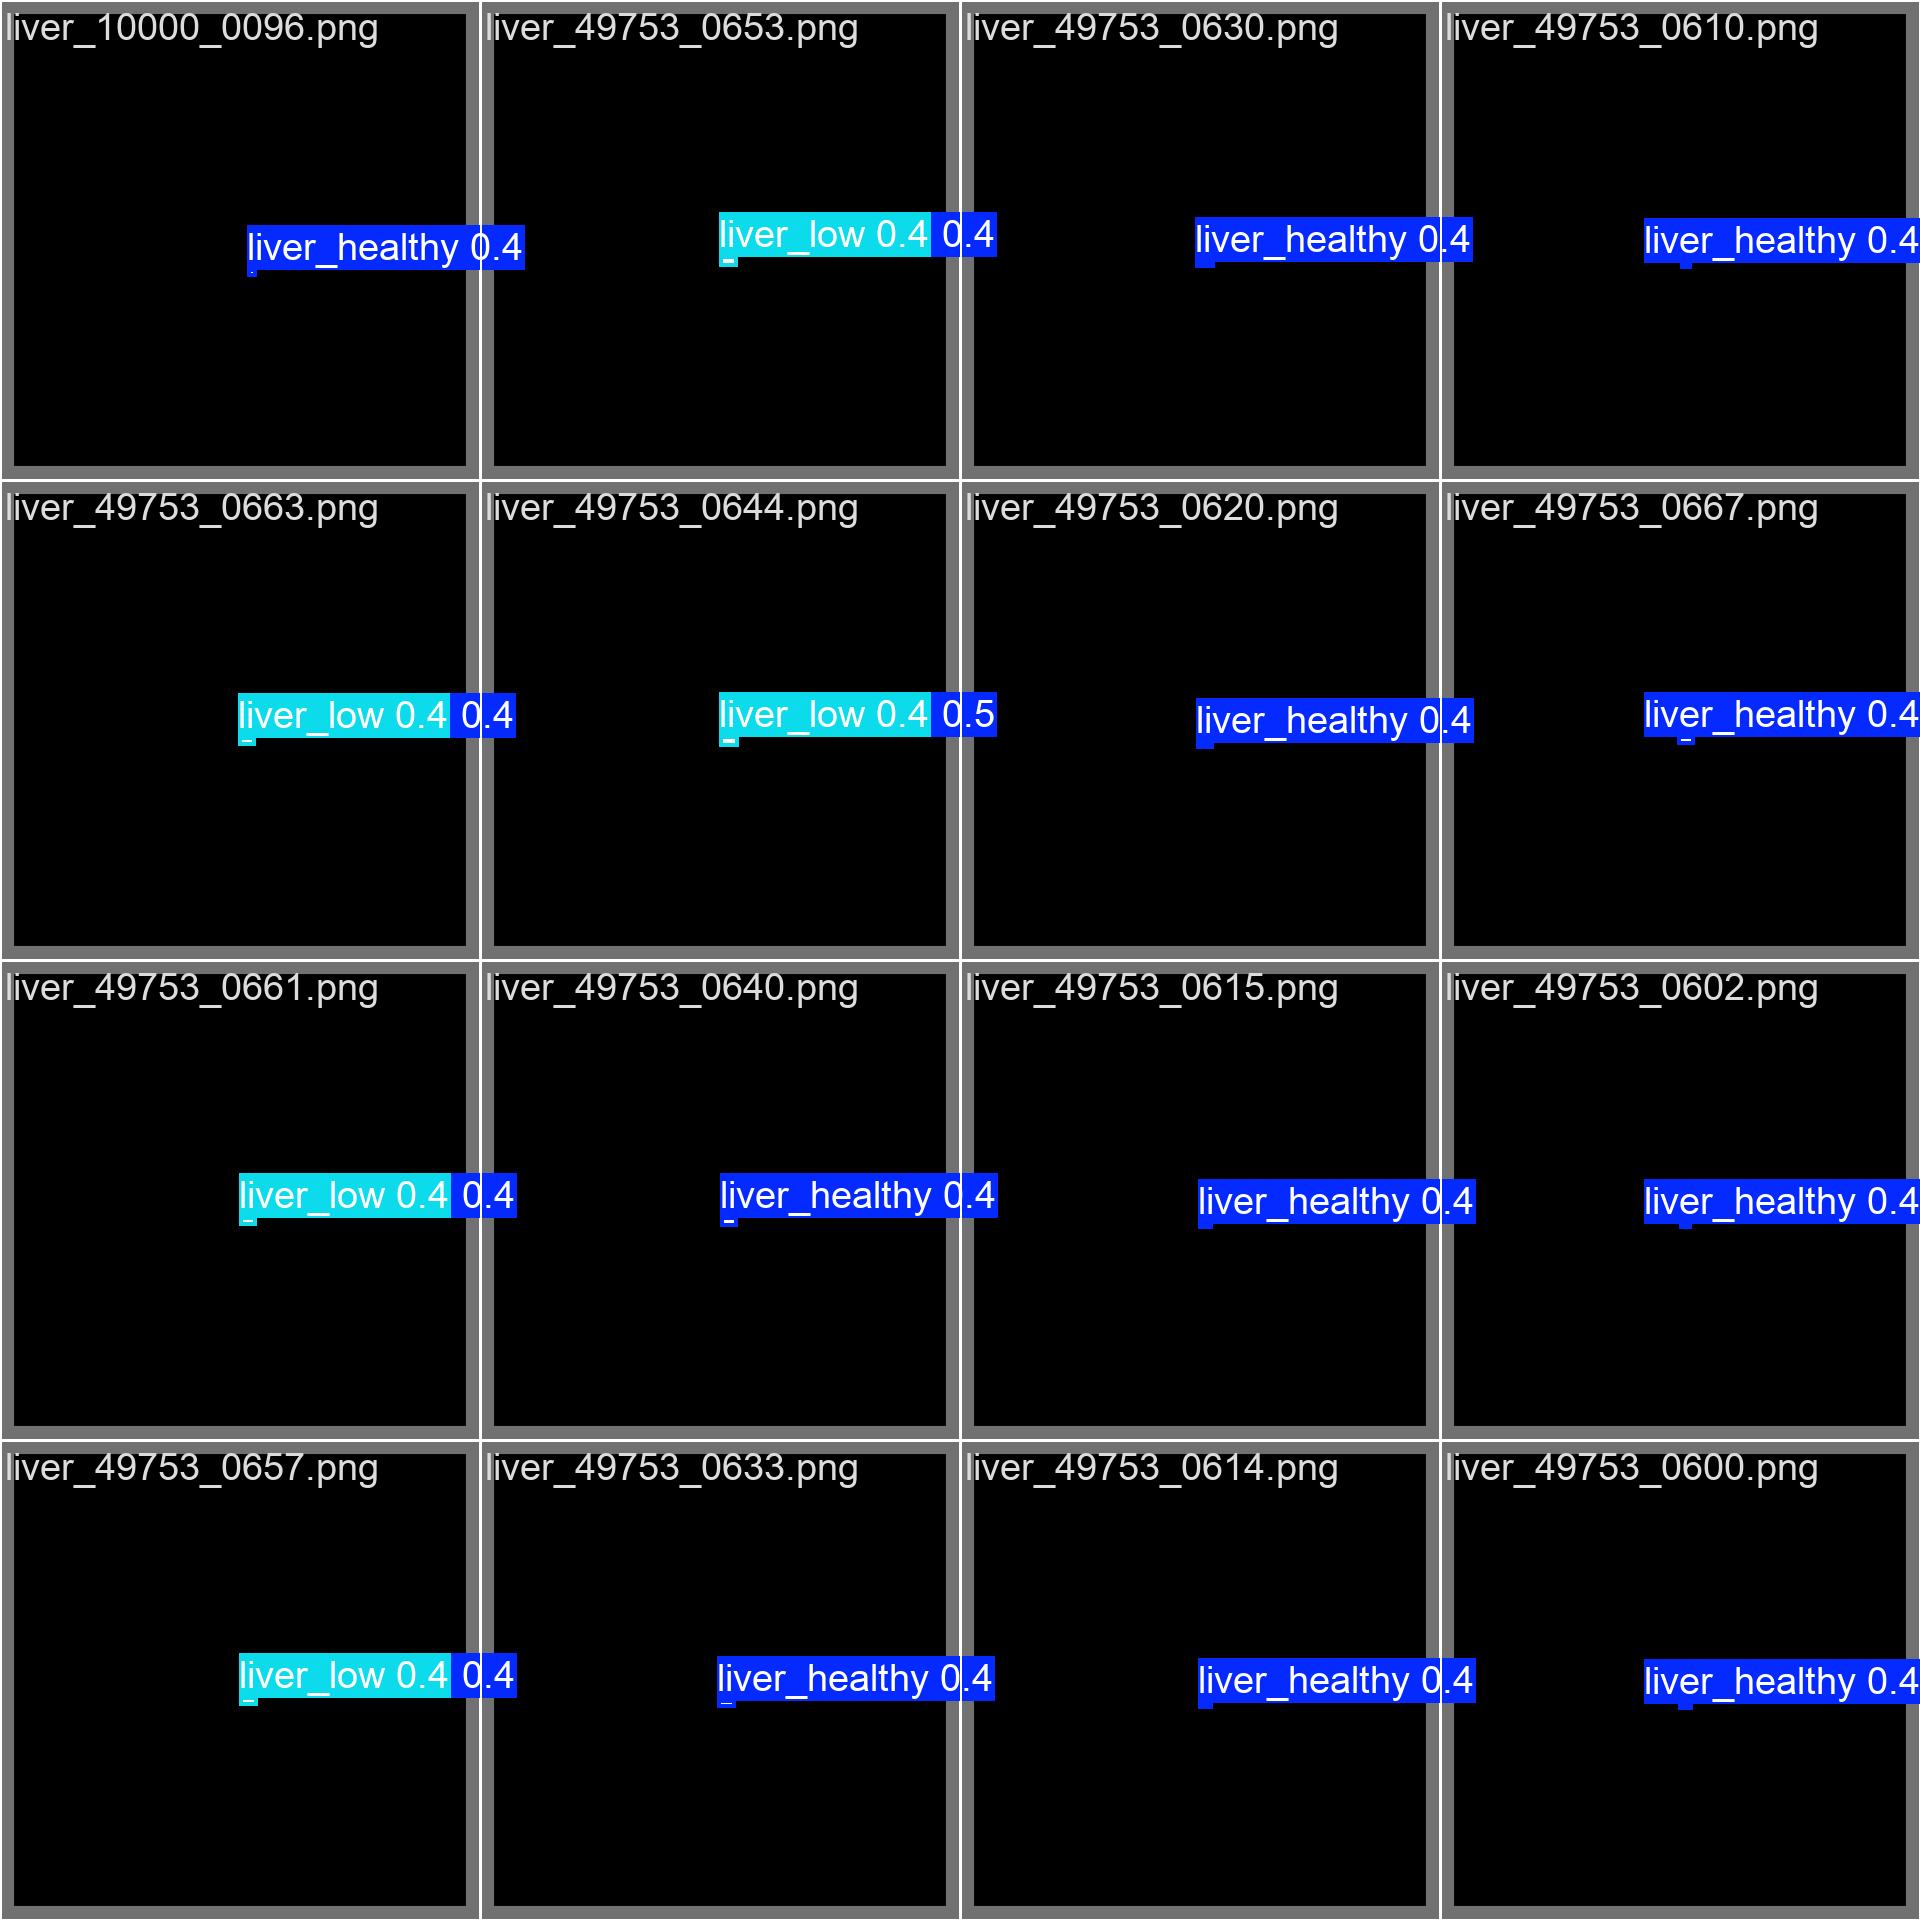 liver_10000_0096.png
liver_49753_0653.png
liver_49753_0630.png
liver_49753_0610.png
liver_healthy 0.4
liver_low 0.4 0.4
liver_healthy 0.4
liver_healthy 0.4
liver_49753_0663.png
liver_49753_0644.png
liver_49753_0620.png
liver_49753_0667.png
liver_low 0.4 0.4
liver_low 0.4 0.5
liver_healthy 0.4
liver_healthy 0.4
liver_49753_0661.png
liver_49753_0640.png
liver_49753_0615.png
liver_49753_0602.png
liver_low 0.4 0.4
liver_healthy 0.4
liver_healthy 0.4
liver_healthy 0.4
liver_49753_0657.png
liver_49753_0633.png
liver_49753_0614.png
liver_49753_0600.png
liver_low 0.4 0.4
liver_healthy 0.4
liver_healthy 0.4
liver_healthy 0.4